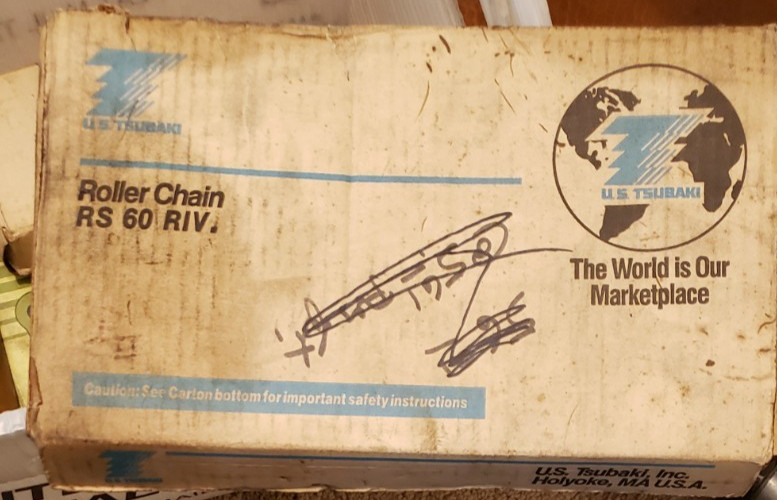 U.S. TSUBAKI
Roller Chain
RS 60 RIV.
U.S. TSUBAKI
The World is Our
Marketplace
Caution: See Carton bottom for important safety instructions
U.S. Tsubaki, Inc.
Holyoke, MA U.S.A.